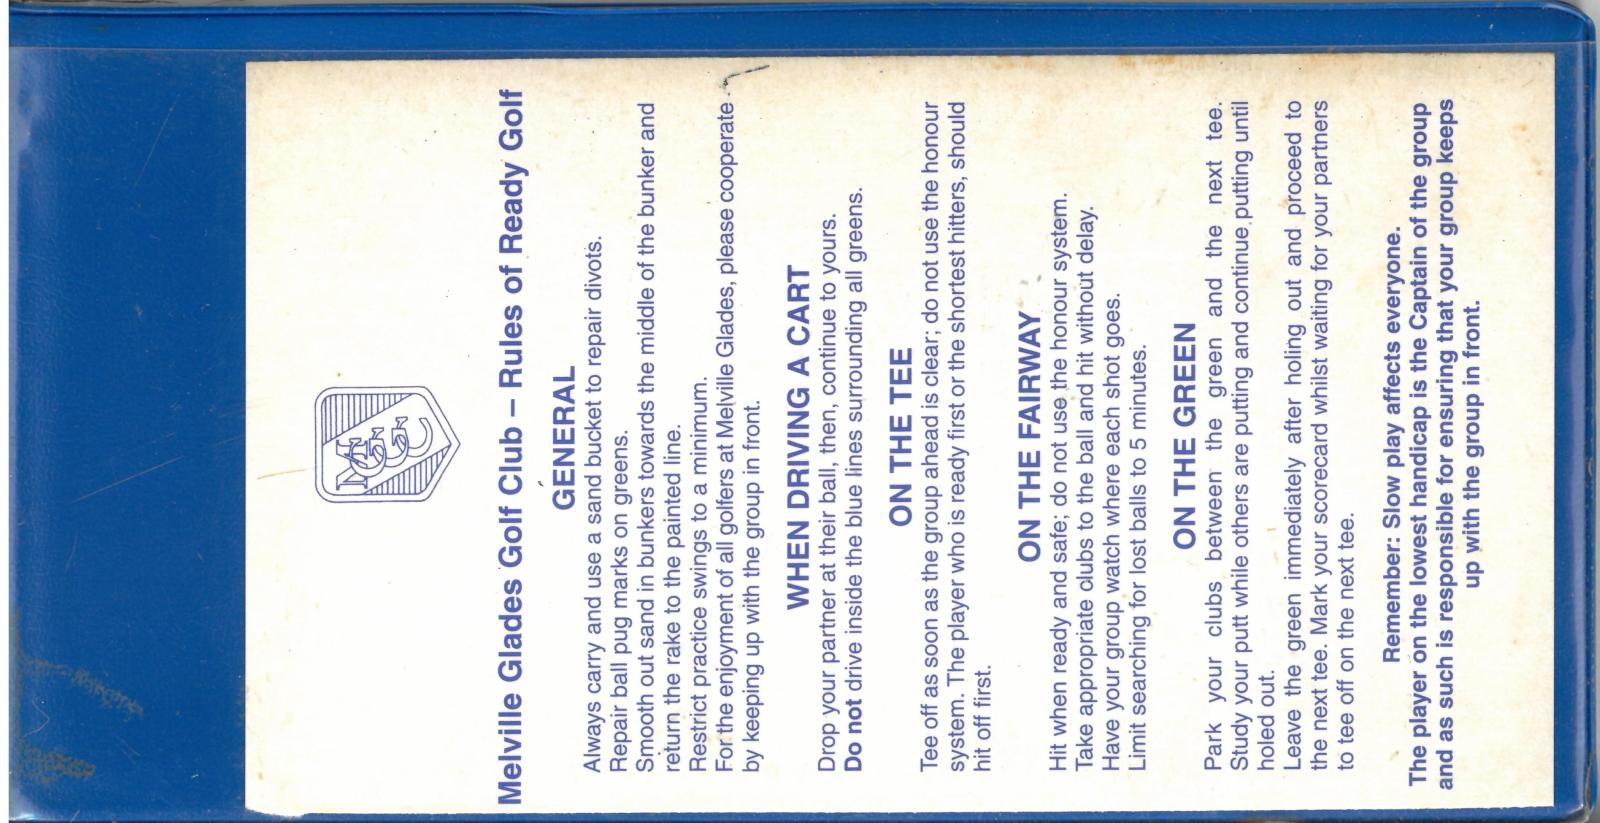 MGGC
Melville Glades Golf Club – Rules of Ready Golf
GENERAL
Always carry and use a sand bucket to repair divots.
Repair ball pug marks on greens.
Smooth out sand in bunkers towards the middle of the bunker and
return the rake to the painted line.
Restrict practice swings to a minimum.
For the enjoyment of all golfers at Melville Glades, please cooperate
by keeping up with the group in front.
WHEN DRIVING A CART
Drop your partner at their ball, then, continue to yours.
Do not drive inside the blue lines surrounding all greens.
ON THE TEE
Tee off as soon as the group ahead is clear; do not use the honour
system. The player who is ready first or the shortest hitters, should
hit off first.
ON THE FAIRWAY
Hit when ready and safe; do not use the honour system.
Take appropriate clubs to the ball and hit without delay.
Have your group watch where each shot goes.
Limit searching for lost balls to 5 minutes.
ON THE GREEN
Park your clubs between the green and the next tee.
Study your putt while others are putting and continue putting until
holed out.
Leave the green immediately after holing out and proceed to
the next tee. Mark your scorecard whilst waiting for your partners
to tee off on the next tee.
Remember: Slow play affects everyone.
The player on the lowest handicap is the Captain of the group
and as such is responsible for ensuring that your group keeps
up with the group in front.